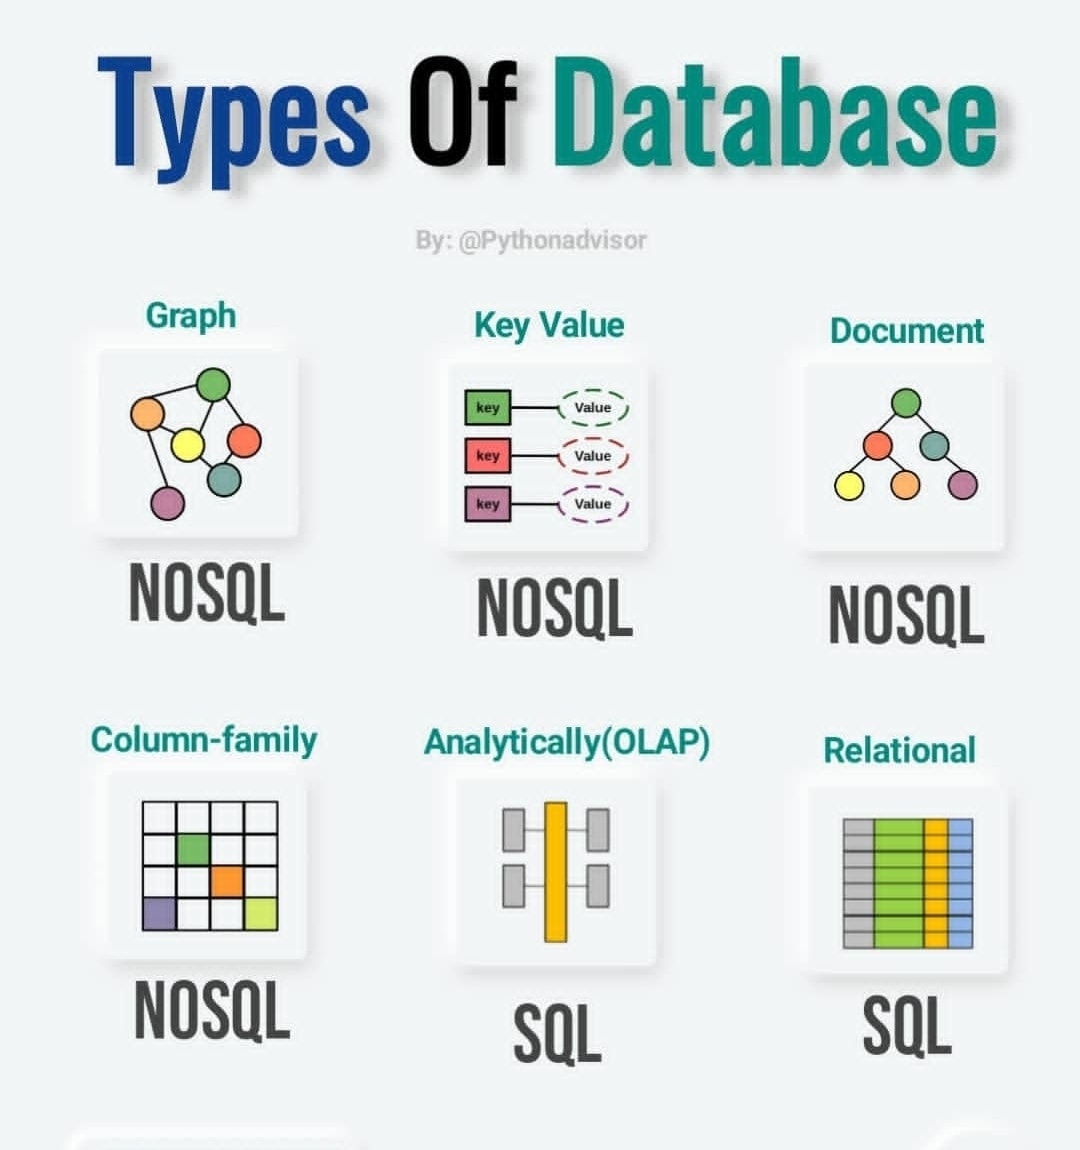 Types Of Database
By: @Pythonadvisor
Graph
Key Value
Document
key
Value
key
Value
key
Value
NOSQL
NOSQL
NOSQL
Column-family
Analytically(OLAP)
Relational
NOSQL
SQL
SQL